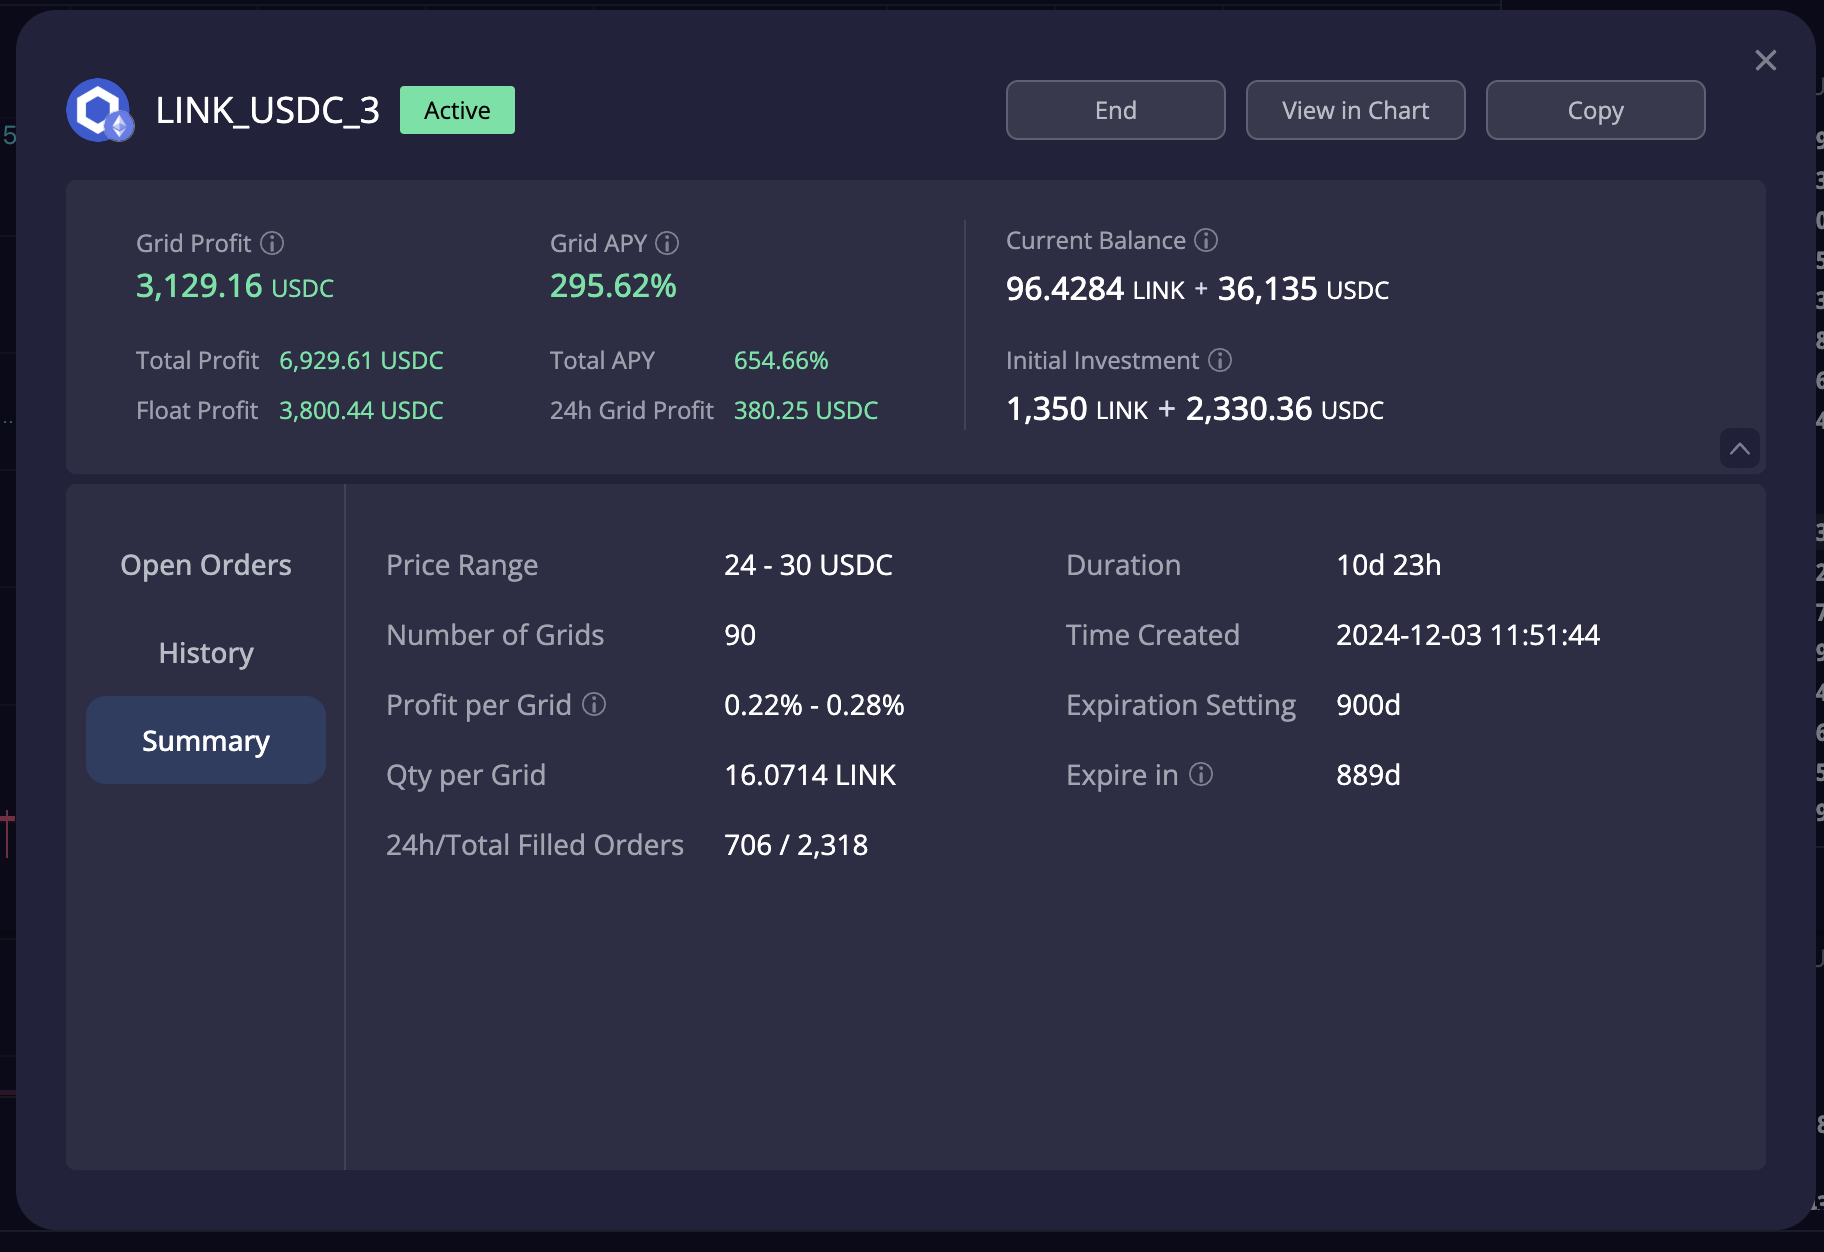 LINK_USDC_3 Active End View in Chart Copy
Grid Profit
3,129.16 USDC
Total Profit 6,929.61 USDC
Float Profit 3,800.44 USDC
Grid APY
295.62%
Total APY 654.66%
24h Grid Profit 380.25 USDC
Current Balance
96.4284 LINK + 36,135 USDC
Initial Investment
1,350 LINK + 2,330.36 USDC
Open Orders
History
Summary
Price Range 24 - 30 USDC
Number of Grids 90
Profit per Grid 0.22% - 0.28%
Qty per Grid 16.0714 LINK
24h/Total Filled Orders 706 / 2,318
Duration 10d 23h
Time Created 2024-12-03 11:51:44
Expiration Setting 900d
Expire in 889d